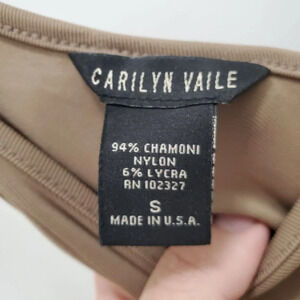 CARILYN VAILE
94% CHAMONI
NYLON
6% LYCRA
RN 102327
S
MADE IN U.S.A.